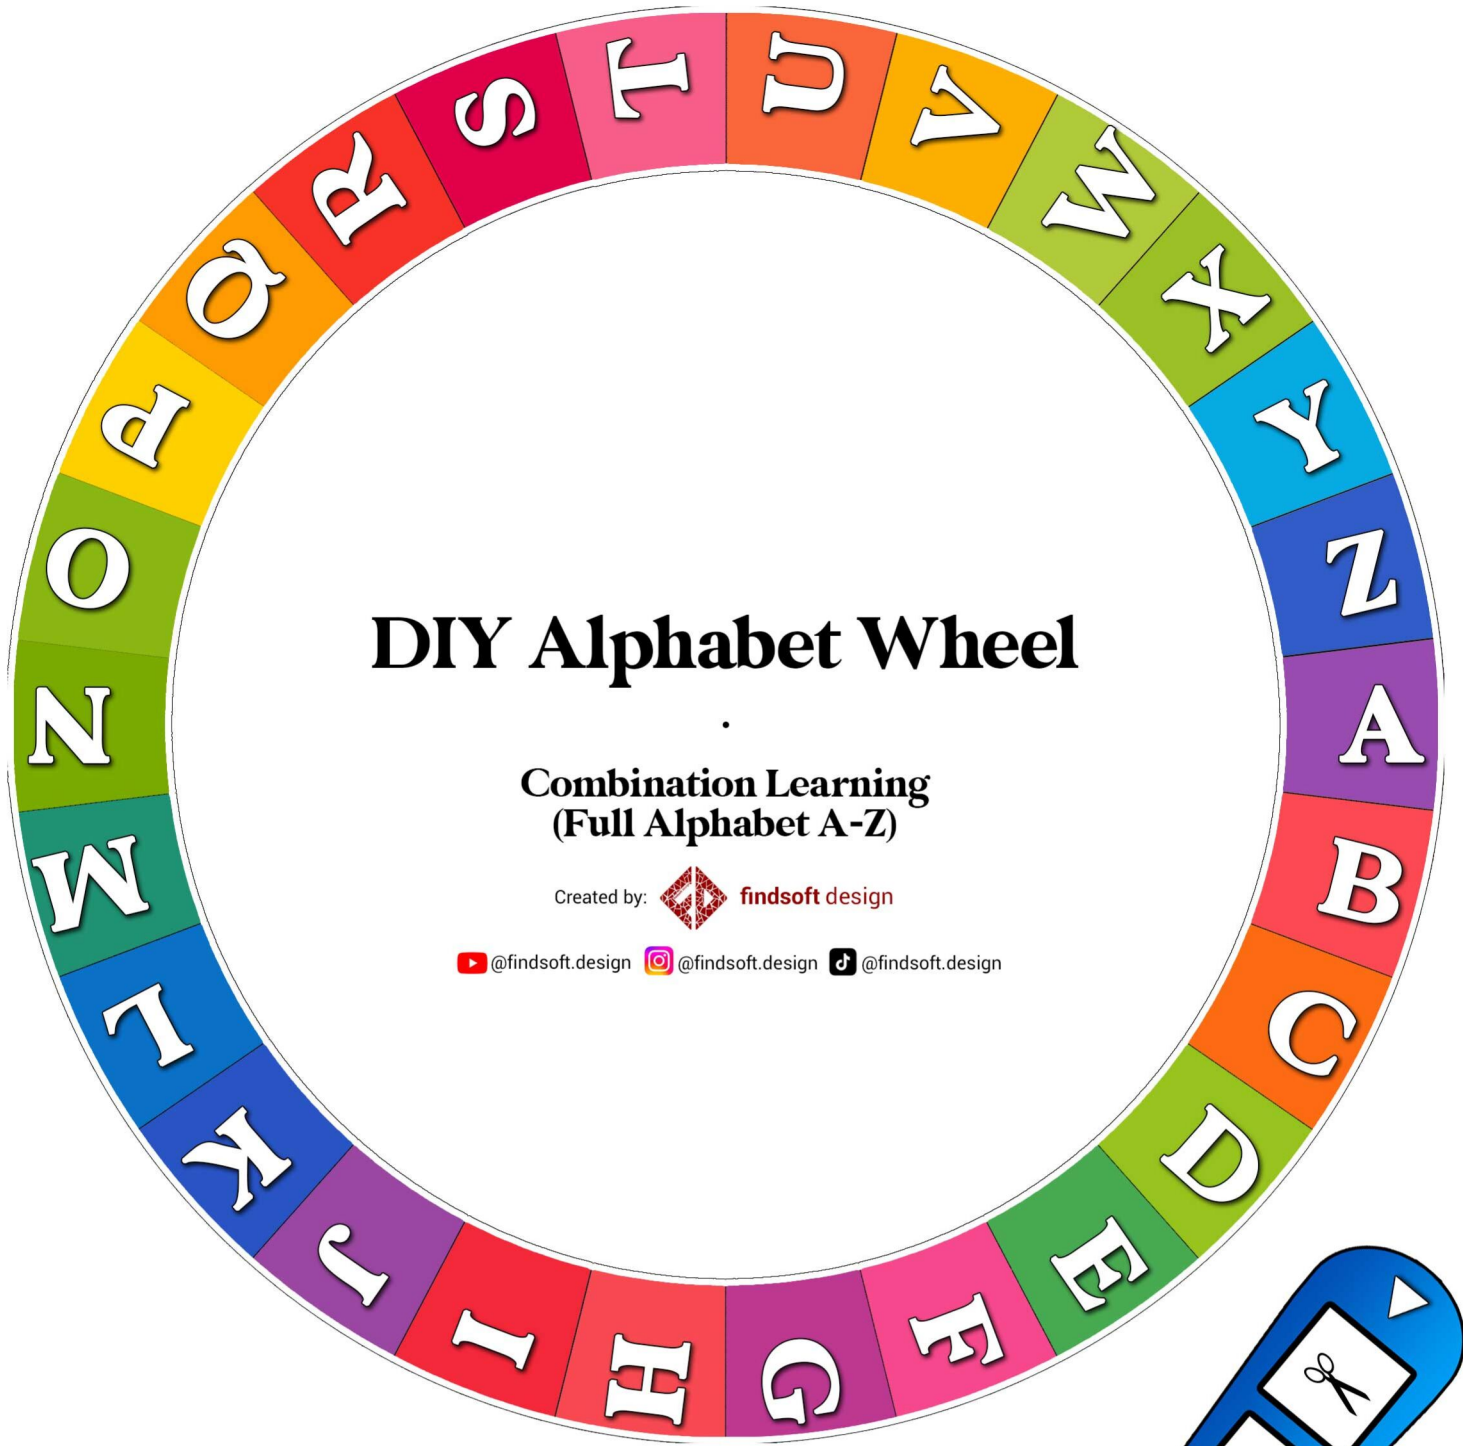 A
B
C
D
E
F
G
H
I
J
K
L
M
N
O
P
Q
R
S
T
U
V
W
X
Y
Z
DIY Alphabet Wheel
Combination Learning
(Full Alphabet A-Z)
Created by: findsoft design
@findsoft.design @findsoft.design @findsoft.design